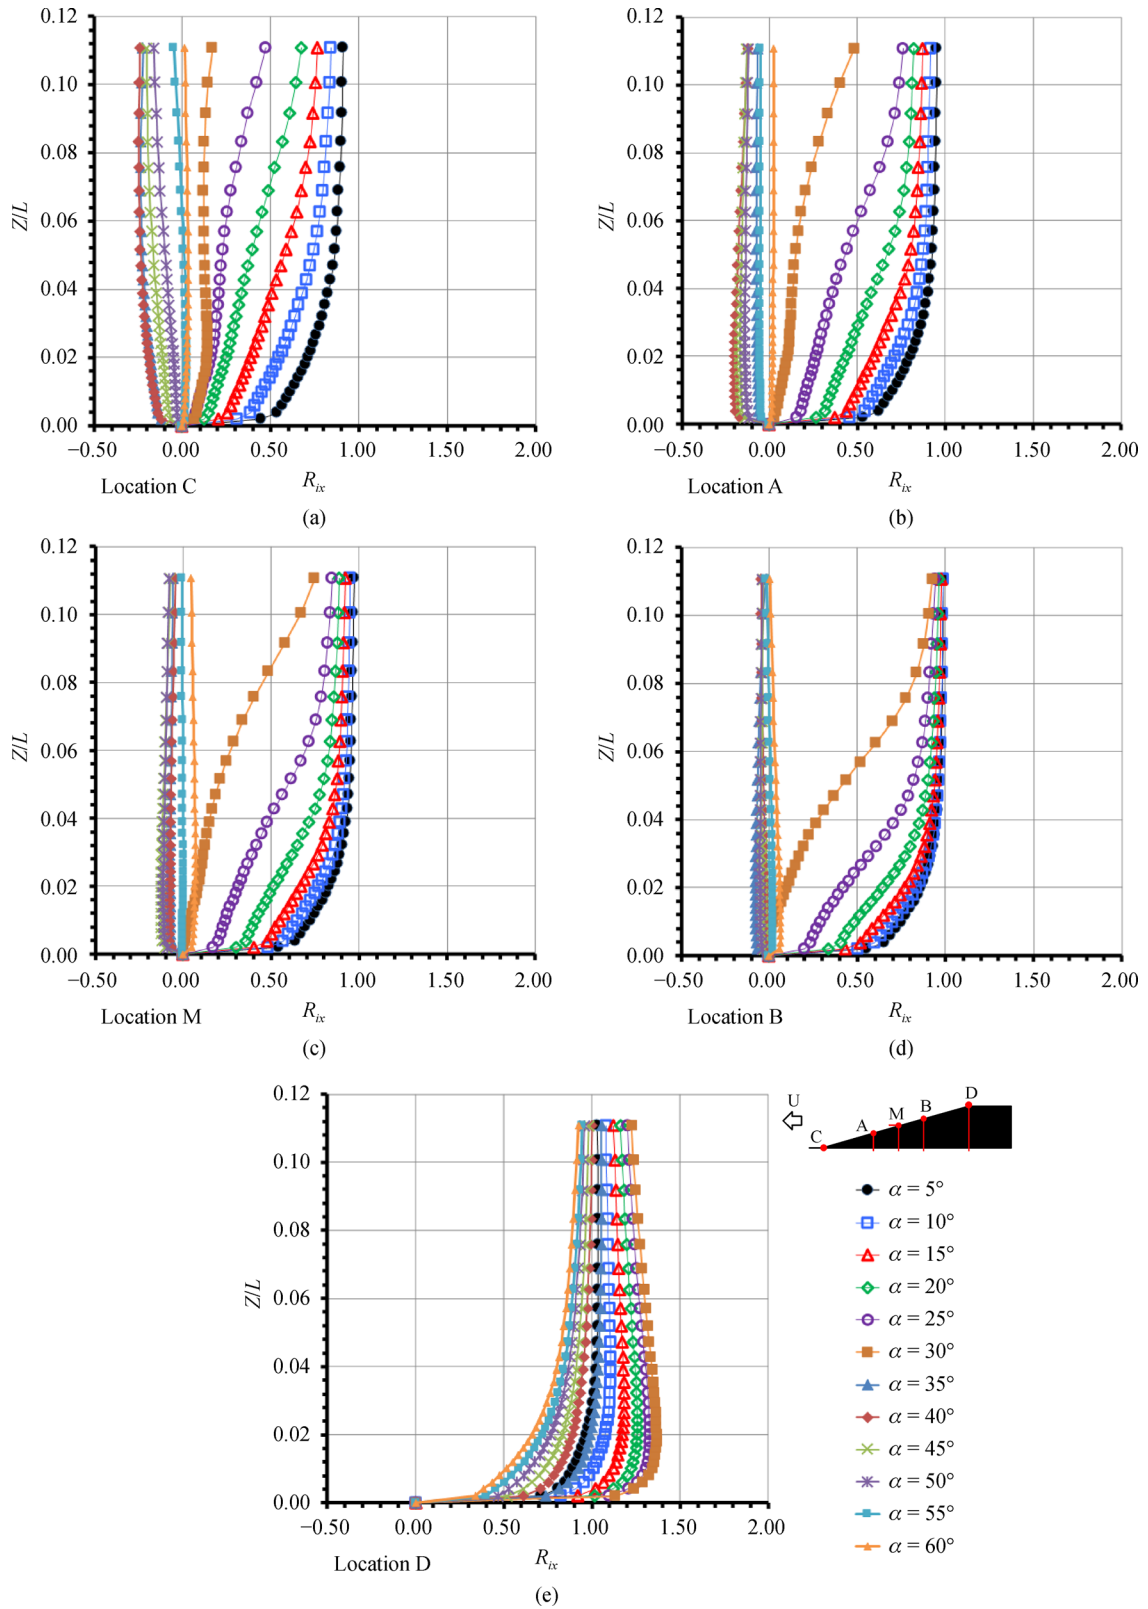 0.12
0.10
0.08
0.06
0.04
0.02
0.00
Z/L
−0.50 0.00 0.50 1.00 1.50 2.00
Location C
R_ix
(a)
0.12
0.10
0.08
0.06
0.04
0.02
0.00
Z/L
−0.50 0.00 0.50 1.00 1.50 2.00
Location A
R_ix
(b)
0.12
0.10
0.08
0.06
0.04
0.02
0.00
Z/L
−0.50 0.00 0.50 1.00 1.50 2.00
Location M
R_ix
(c)
0.12
0.10
0.08
0.06
0.04
0.02
0.00
Z/L
−0.50 0.00 0.50 1.00 1.50 2.00
Location B
R_ix
(d)
0.12
0.10
0.08
0.06
0.04
0.02
0.00
Z/L
−0.50 0.00 0.50 1.00 1.50 2.00
Location D
R_ix
(e)
U
C A M B D
α = 5°
α = 10°
α = 15°
α = 20°
α = 25°
α = 30°
α = 35°
α = 40°
α = 45°
α = 50°
α = 55°
α = 60°